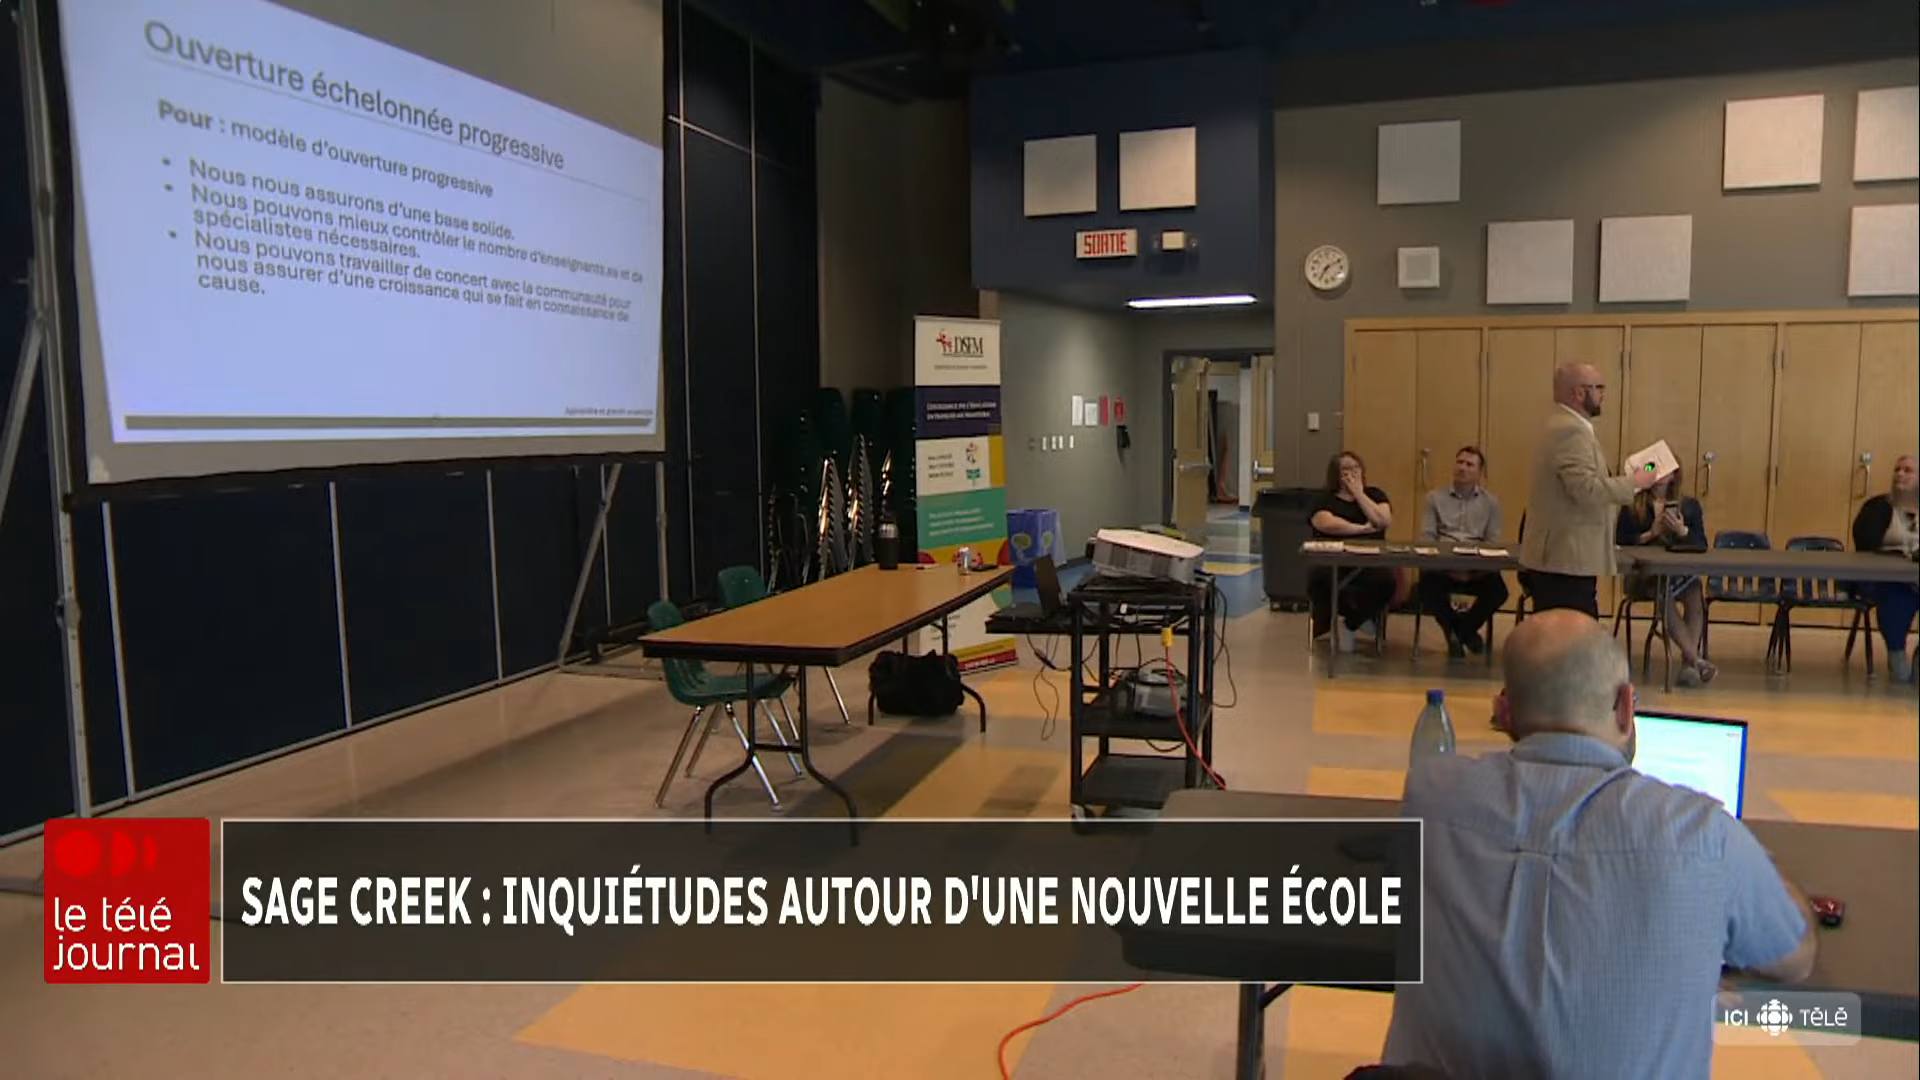 Ouverture échelonnée progressive
Pour : modèle d'ouverture progressive
• Nous nous assurons d'une base solide.
• Nous pouvons mieux contrôler le nombre d'enseignants.es et de
spécialistes nécessaires.
• Nous pouvons travailler de concert avec la communauté pour
nous assurer d'une croissance qui se fait en connaissance de
cause.
SORTIE
DSFM
le télé
journal
SAGE CREEK : INQUIÉTUDES AUTOUR D'UNE NOUVELLE ÉCOLE
ICI TÉLÉ